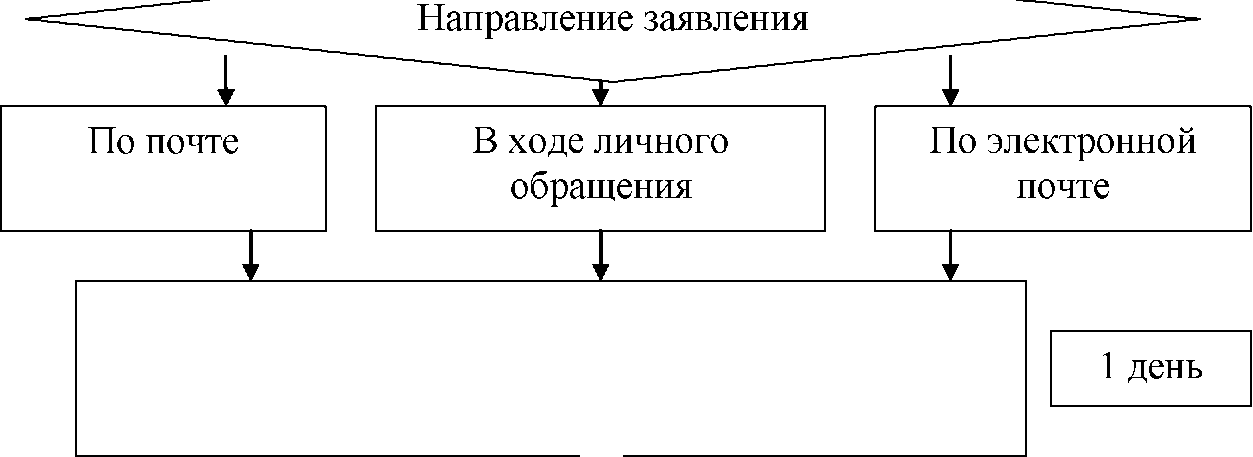 Направление заявления
По почте
В ходе личного
обращения
По электронной
почте
1 день